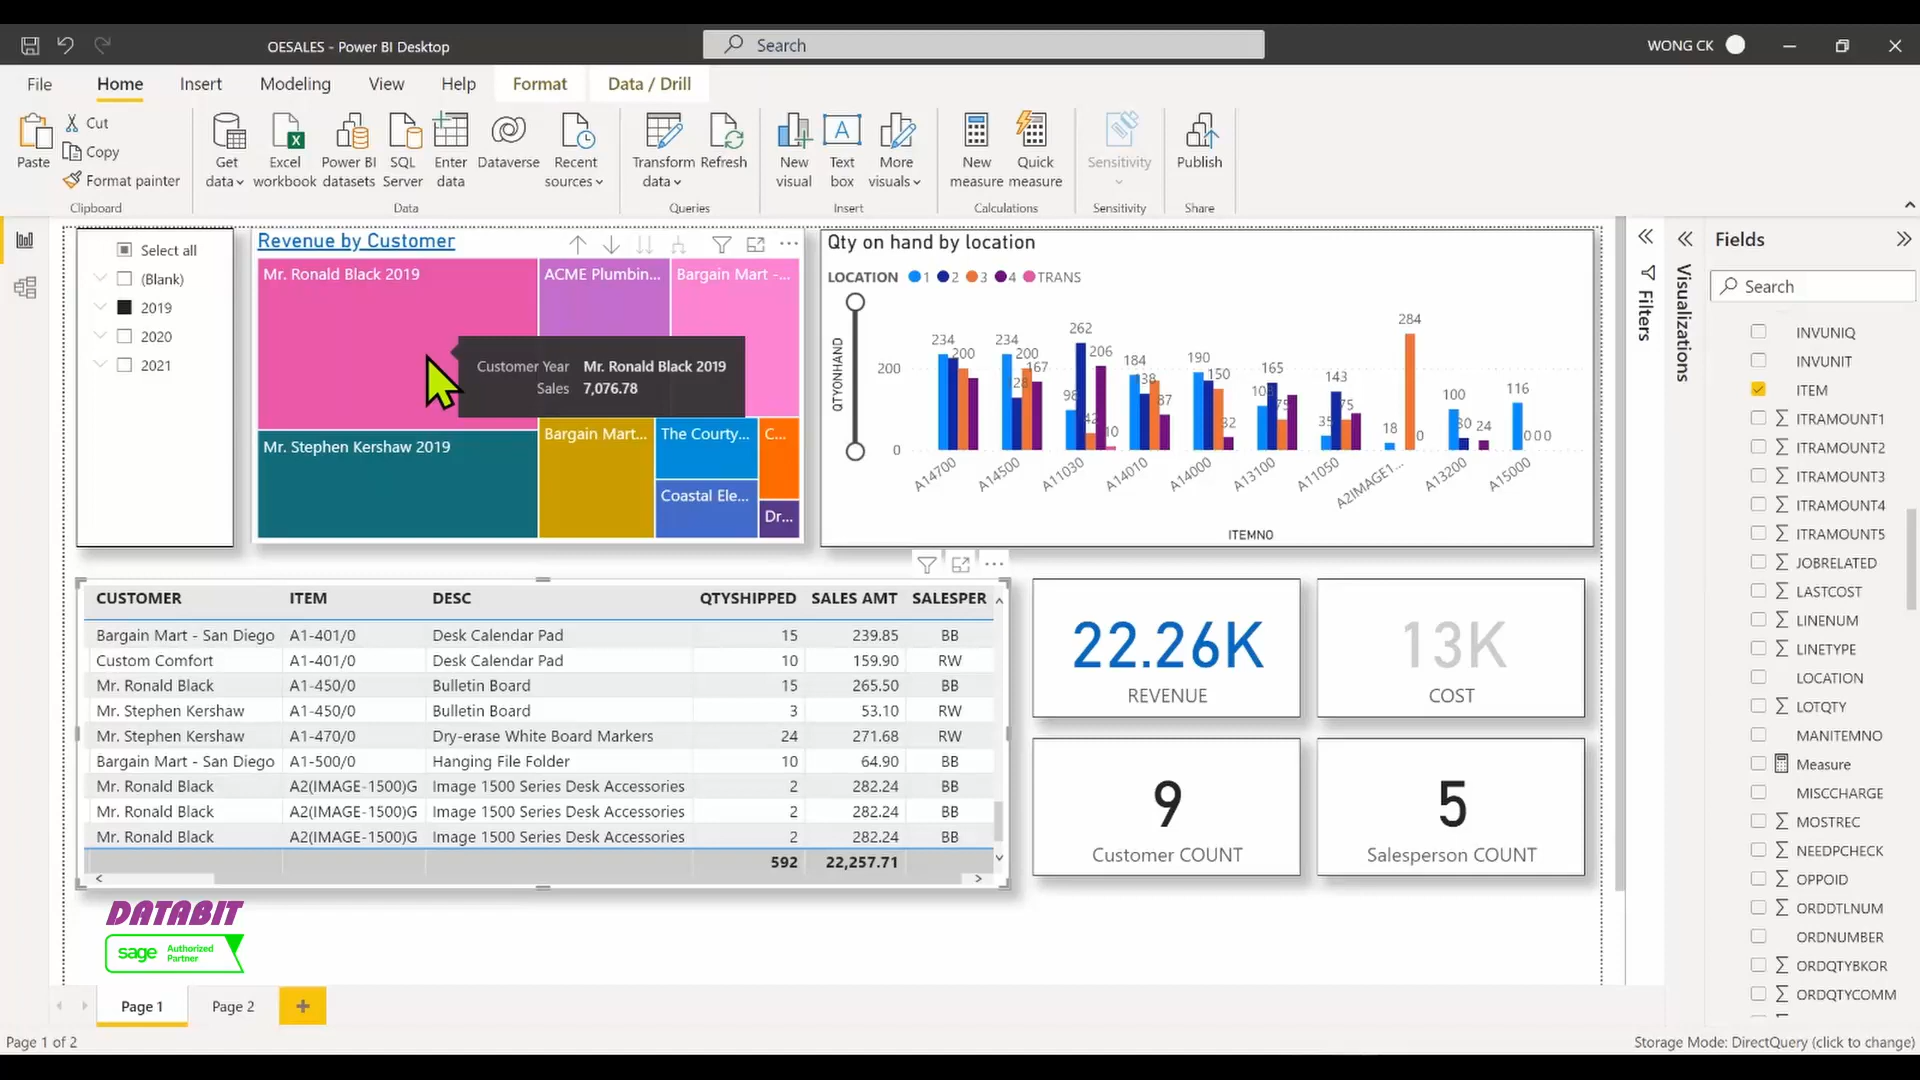 OESALES - Power BI Desktop
Search
WONG CK
File
Home
Insert
Modeling
View
Help
Format
Data / Drill
Paste
Cut
Copy
Format painter
Clipboard
Get data
Excel workbook
Power BI datasets
SQL Server
Enter data
Dataverse
Recent sources
Data
Transform data
Refresh
Queries
New visual
Text box
More visuals
Insert
New measure
Quick measure
Calculations
Sensitivity
Sensitivity
Publish
Share
Select all
(Blank)
2019
2020
2021
Revenue by Customer
Mr. Ronald Black 2019
ACME Plumbin...
Bargain Mart -...
Customer Year Mr. Ronald Black 2019
Sales 7,076.78
Mr. Stephen Kershaw 2019
Bargain Mart...
The Courty...
C...
Coastal Ele...
Dr...
Qty on hand by location
LOCATION 1 2 3 4 TRANS
QTYONHAND
200
0
234
200
234
28
200
167
98
262
42
206
10
184
138
87
190
150
32
165
75
35
143
75
18
284
0
100
30
24
116
0 0 0
A14700
A14500
A11030
A14010
A14000
A13100
A11050
A2IMAGE1...
A13200
A15000
ITEMNO
CUSTOMER ITEM DESC QTYSHIPPED SALES AMT SALESPER
Bargain Mart - San Diego A1-401/0 Desk Calendar Pad 15 239.85 BB
Custom Comfort A1-401/0 Desk Calendar Pad 10 159.90 RW
Mr. Ronald Black A1-450/0 Bulletin Board 15 265.50 BB
Mr. Stephen Kershaw A1-450/0 Bulletin Board 3 53.10 RW
Mr. Stephen Kershaw A1-470/0 Dry-erase White Board Markers 24 271.68 RW
Bargain Mart - San Diego A1-500/0 Hanging File Folder 10 64.90 BB
Mr. Ronald Black A2(IMAGE-1500)G Image 1500 Series Desk Accessories 2 282.24 BB
Mr. Ronald Black A2(IMAGE-1500)G Image 1500 Series Desk Accessories 2 282.24 BB
Mr. Ronald Black A2(IMAGE-1500)G Image 1500 Series Desk Accessories 2 282.24 BB
592 22,257.71
22.26K
REVENUE
13K
COST
9
Customer COUNT
5
Salesperson COUNT
DATABIT
sage Authorized Partner
Filters
Visualizations
Fields
Search
INVUNIQ
INVUNIT
ITEM
ITRAMOUNT1
ITRAMOUNT2
ITRAMOUNT3
ITRAMOUNT4
ITRAMOUNT5
JOBRELATED
LASTCOST
LINENUM
LINETYPE
LOCATION
LOTQTY
MANITEMNO
Measure
MISCCHARGE
MOSTREC
NEEDPCHECK
OPPOID
ORDDTLNUM
ORDNUMBER
ORDQTYBKOR
ORDQTYCOMM
Page 1
Page 2
+
Page 1 of 2
Storage Mode: DirectQuery (click to change)